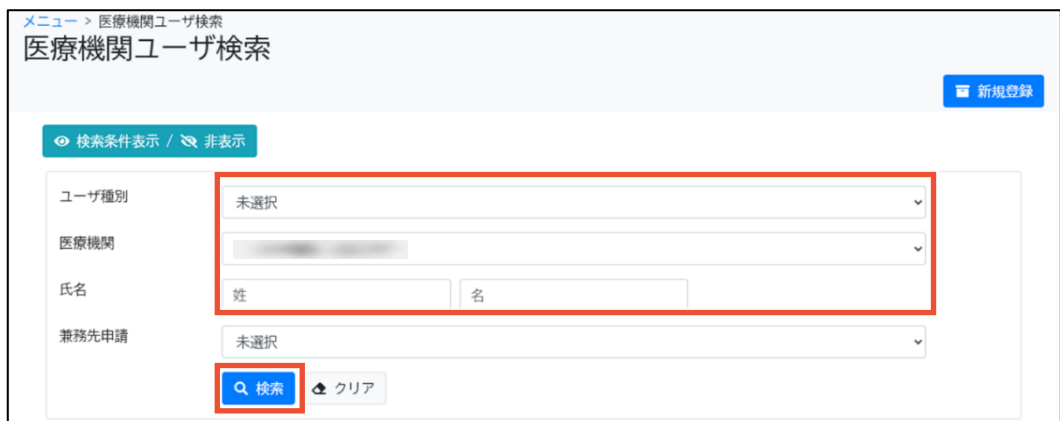 メニュー > 医療機関ユーザ検索
医療機関ユーザ検索
新規登録
検索条件表示 / 非表示
ユーザ種別
未選択
医療機関
氏名
姓 名
兼務先申請
未選択
検索 クリア